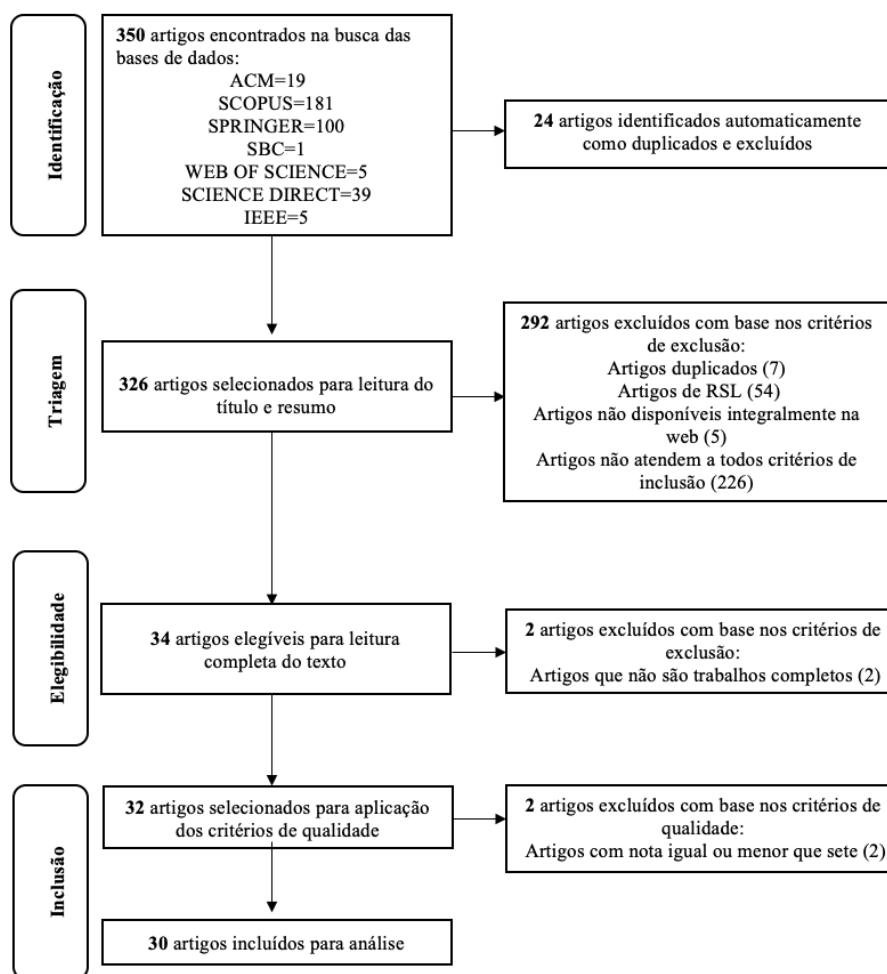 Identificação
350 artigos encontrados na busca das
bases de dados:
ACM=19
SCOPUS=181
SPRINGER=100
SBC=1
WEB OF SCIENCE=5
SCIENCE DIRECT=39
IEEE=5
24 artigos identificados automaticamente
como duplicados e excluídos
Triagem
326 artigos selecionados para leitura do
título e resumo
292 artigos excluídos com base nos critérios
de exclusão:
Artigos duplicados (7)
Artigos de RSL (54)
Artigos não disponíveis integralmente na
web (5)
Artigos não atendem a todos critérios de
inclusão (226)
Elegibilidade
34 artigos elegíveis para leitura
completa do texto
2 artigos excluídos com base nos critérios de
exclusão:
Artigos que não são trabalhos completos (2)
Inclusão
32 artigos selecionados para aplicação
dos critérios de qualidade
2 artigos excluídos com base nos critérios de
qualidade:
Artigos com nota igual ou menor que sete (2)
30 artigos incluídos para análise